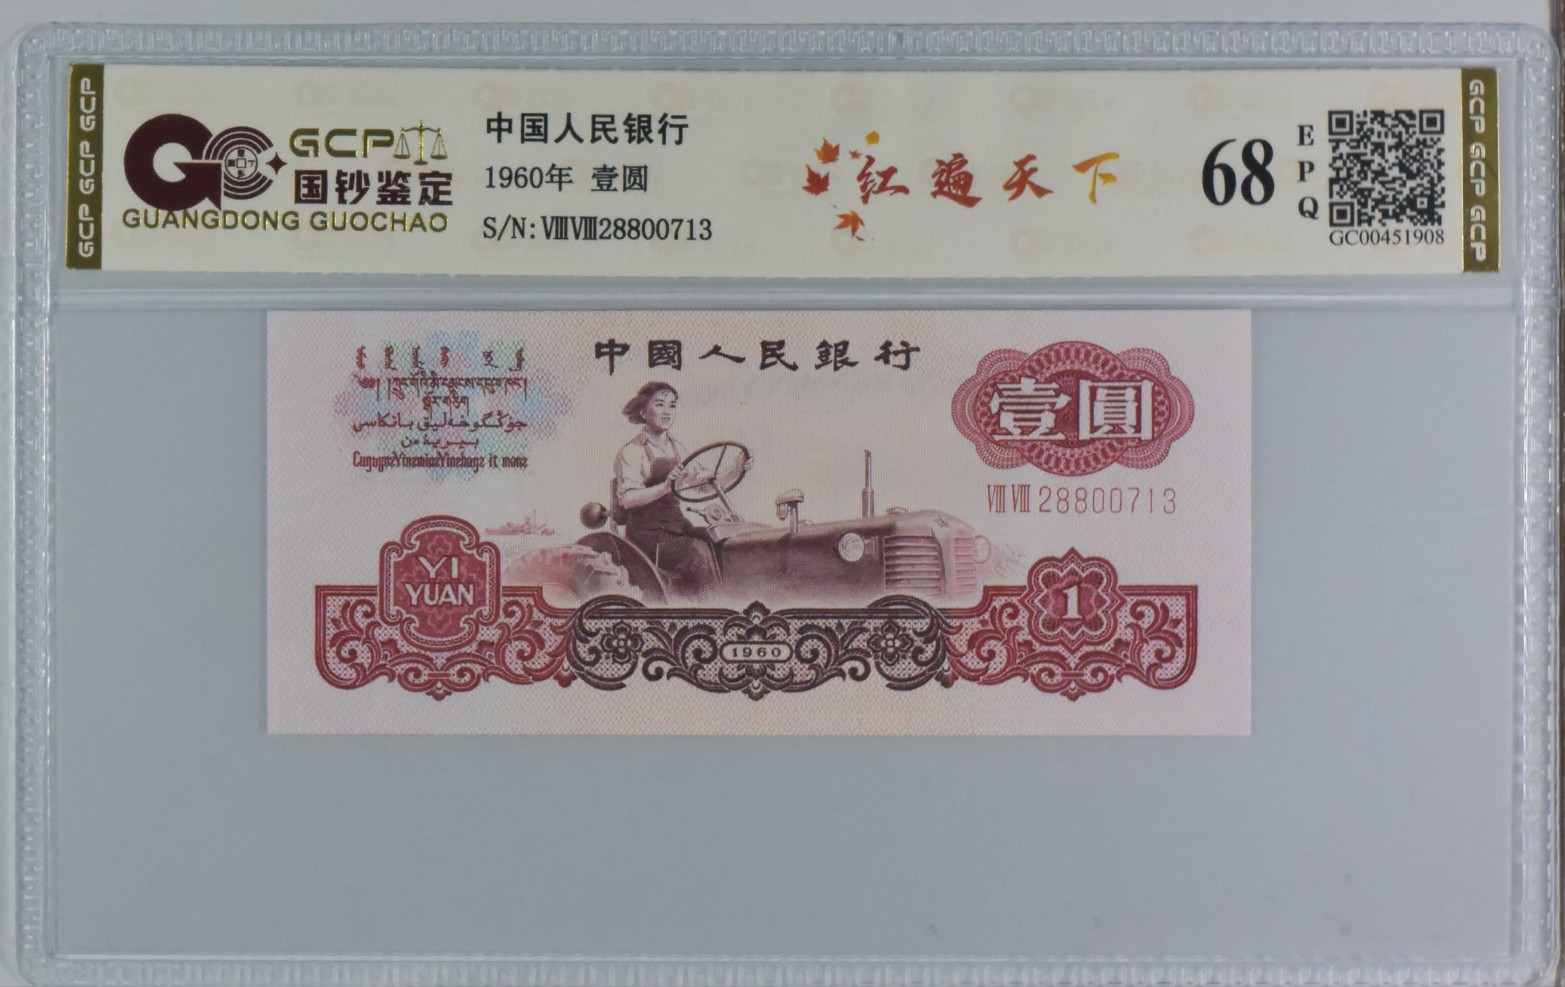 GCP GCP GCP
GCP
国钞鉴定
GUANGDONG GUOCHAO
中国人民银行
1960年 壹圆
S/N:ⅧⅧ28800713
红遍天下
68
EPQ
GC00451908
GCP GCP GCP
中國人民銀行
壹圓
ⅧⅧ28800713
YI
YUAN
1960
1